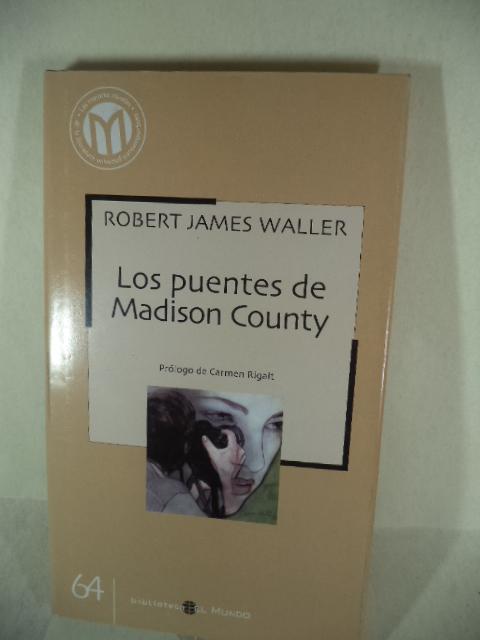 M
ROBERT JAMES WALLER
Los puentes de
Madison County
Prólogo de Carmen Rigalt
64
biblioteca EL MUNDO